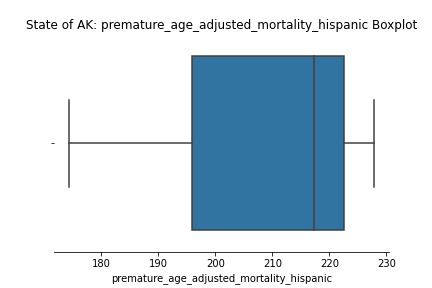 State of AK: premature_age_adjusted_mortality_hispanic Boxplot
-
180 190 200 210 220 230
premature_age_adjusted_mortality_hispanic